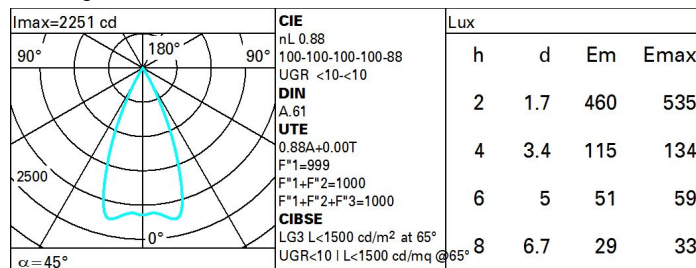 Imax=2251 cd
90°
180°
90°
2500
0°
α=45°
CIE
nL 0.88
100-100-100-100-88
UGR <10-<10
DIN
A.61
UTE
0.88A+0.00T
F"1=999
F"1+F"2=1000
F"1+F"2+F"3=1000
CIBSE
LG3 L<1500 cd/m² at 65°
UGR<10 | L<1500 cd/mq @65°
Lux
h d Em Emax
2 1.7 460 535
4 3.4 115 134
6 5 51 59
8 6.7 29 33